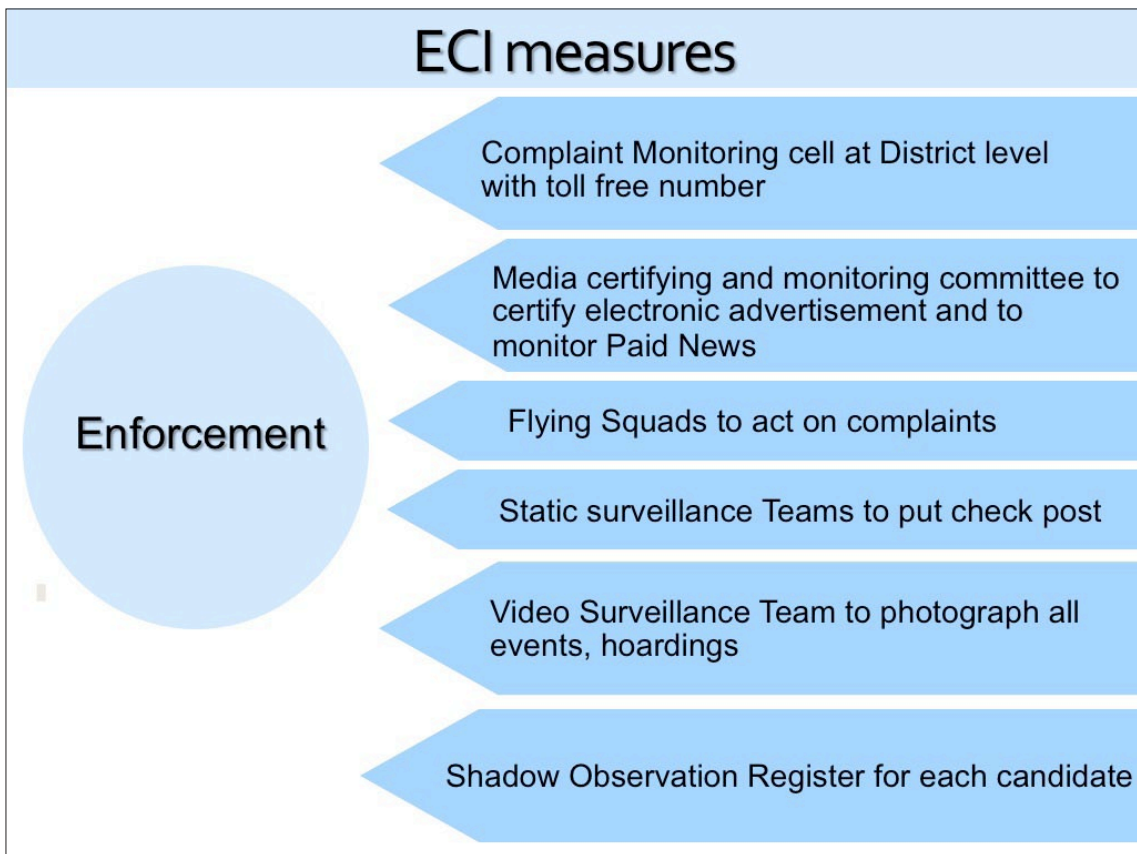 ECI measures
Complaint Monitoring cell at District level
with toll free number
Media certifying and monitoring committee to
certify electronic advertisement and to
monitor Paid News
Enforcement
Flying Squads to act on complaints
Static surveillance Teams to put check post
Video Surveillance Team to photograph all
events, hoardings
Shadow Observation Register for each candidate